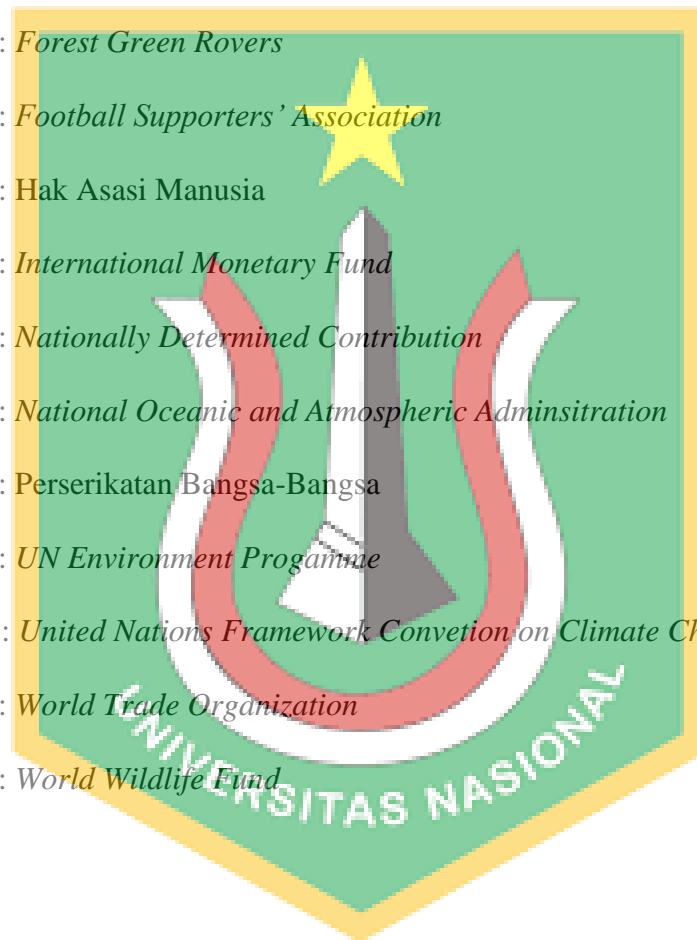 : Forest Green Rovers
: Football Supporters’ Association
: Hak Asasi Manusia
: International Monetary Fund
: Nationally Determined Contribution
: National Oceanic and Atmospheric Adminsitration
: Perserikatan Bangsa-Bangsa
: UN Environment Progamme
: United Nations Framework Convetion on Climate Ch
: World Trade Organization
: World Wildlife Fund
UNIVERSITAS NASIONAL